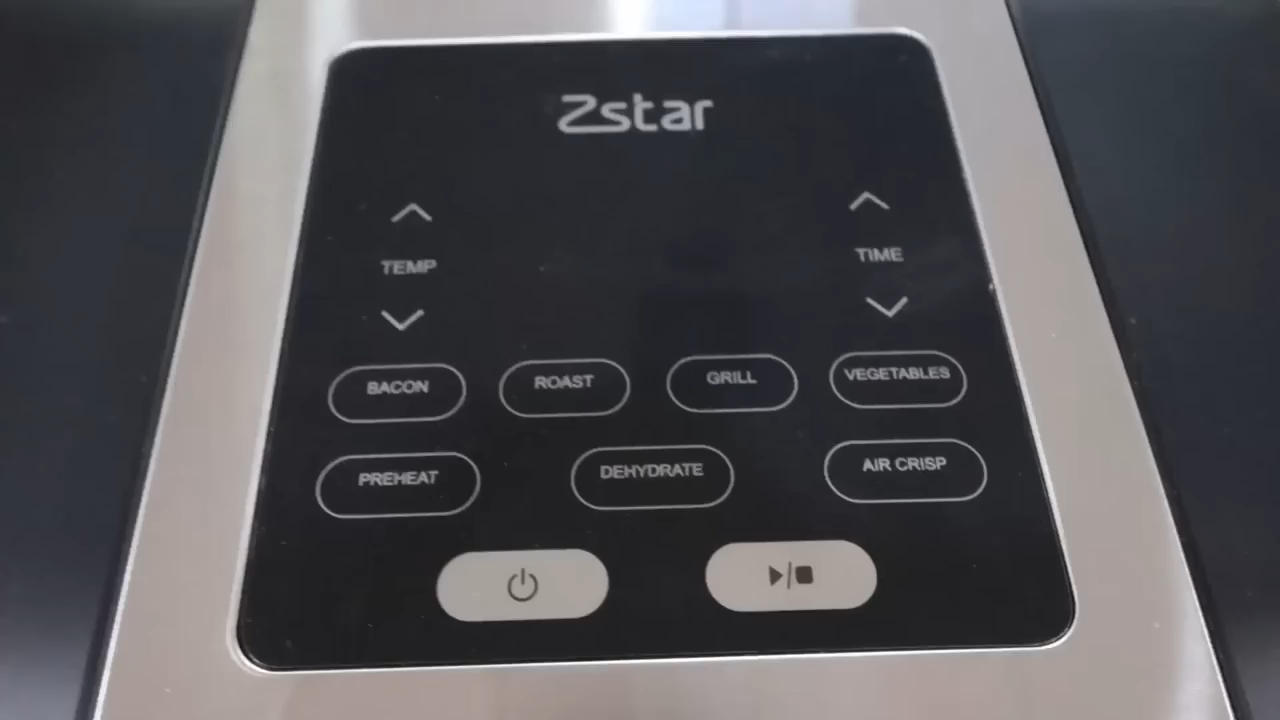 Zstar
TEMP
TIME
BACON
ROAST
GRILL
VEGETABLES
PREHEAT
DEHYDRATE
AIR CRISP